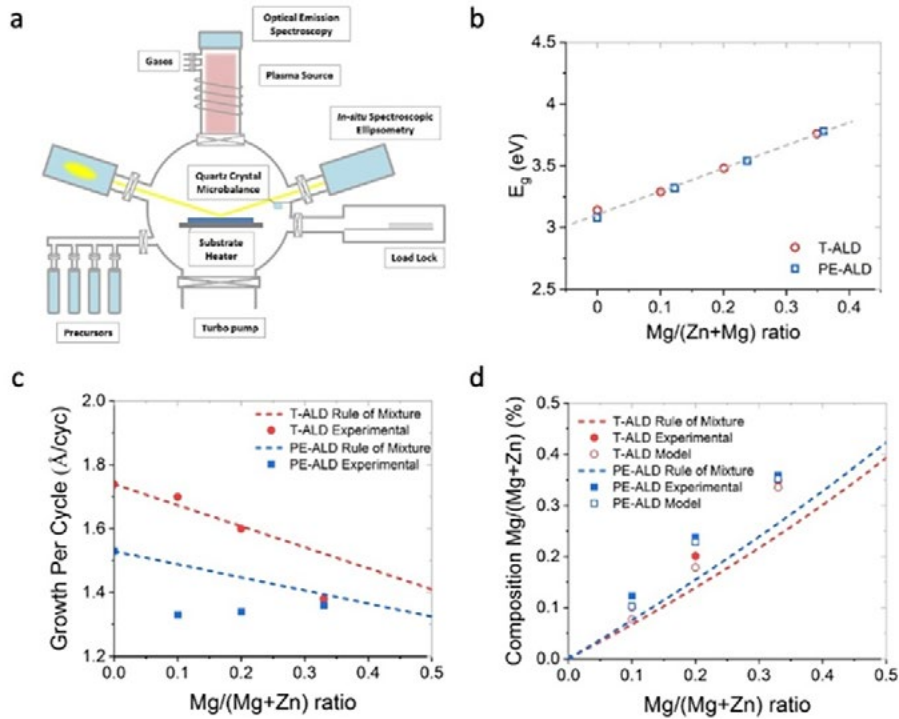 a
Optical Emission
Spectroscopy
Gases
Plasma Source
In-situ Spectroscopic
Ellipsometry
Quartz Crystal
Microbalance
Substrate
Heater
Load Lock
Precursors
Turbo pump
b
4.5
4
3.5
3
2.5
E_g (eV)
0
0.1
0.2
0.3
0.4
Mg/(Zn+Mg) ratio
T-ALD
PE-ALD
c
2.0
1.8
1.6
1.4
1.2
Growth Per Cycle (Å/cyc)
T-ALD Rule of Mixture
T-ALD Experimental
PE-ALD Rule of Mixture
PE-ALD Experimental
0.0
0.1
0.2
0.3
0.4
0.5
Mg/(Mg+Zn) ratio
d
0.5
0.4
0.3
0.2
0.1
0.0
Composition Mg/(Mg+Zn) (%)
T-ALD Rule of Mixture
T-ALD Experimental
T-ALD Model
PE-ALD Rule of Mixture
PE-ALD Experimental
PE-ALD Model
0.0
0.1
0.2
0.3
0.4
0.5
Mg/(Mg+Zn) ratio